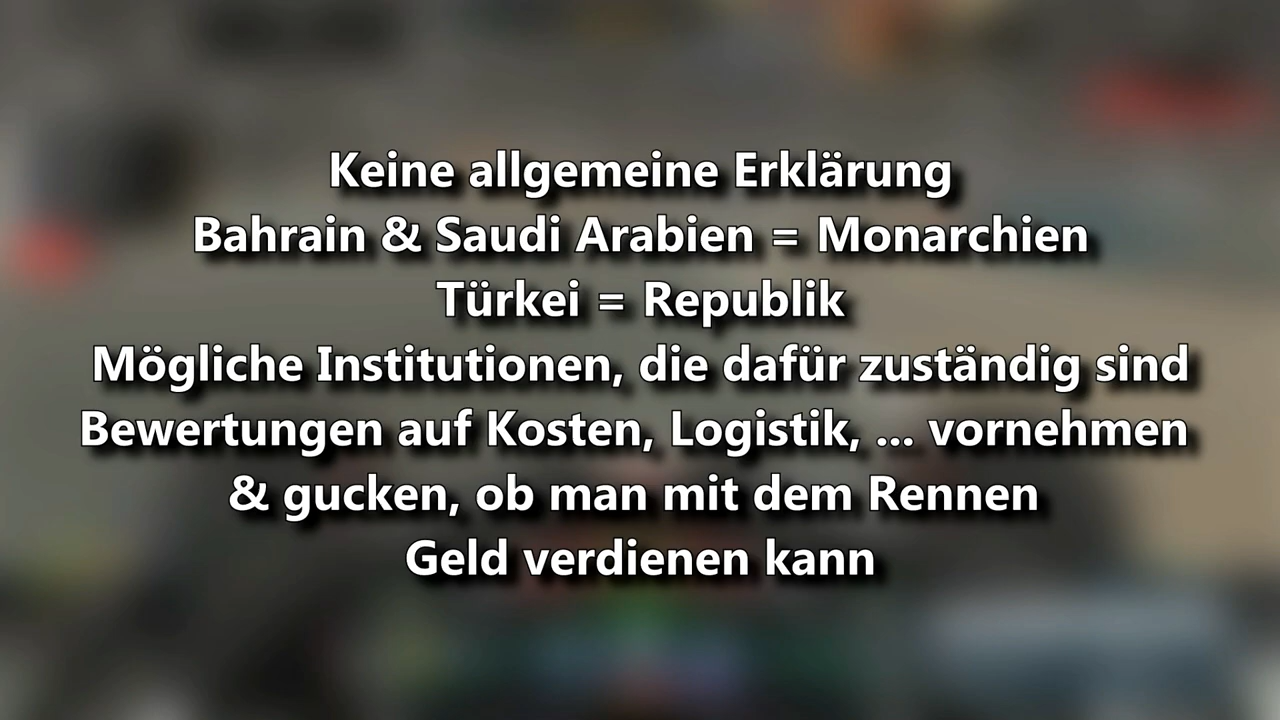 Keine allgemeine Erklärung
Bahrain & Saudi Arabien = Monarchien
Türkei = Republik
Mögliche Institutionen, die dafür zuständig sind
Bewertungen auf Kosten, Logistik, ... vornehmen
& gucken, ob man mit dem Rennen
Geld verdienen kann